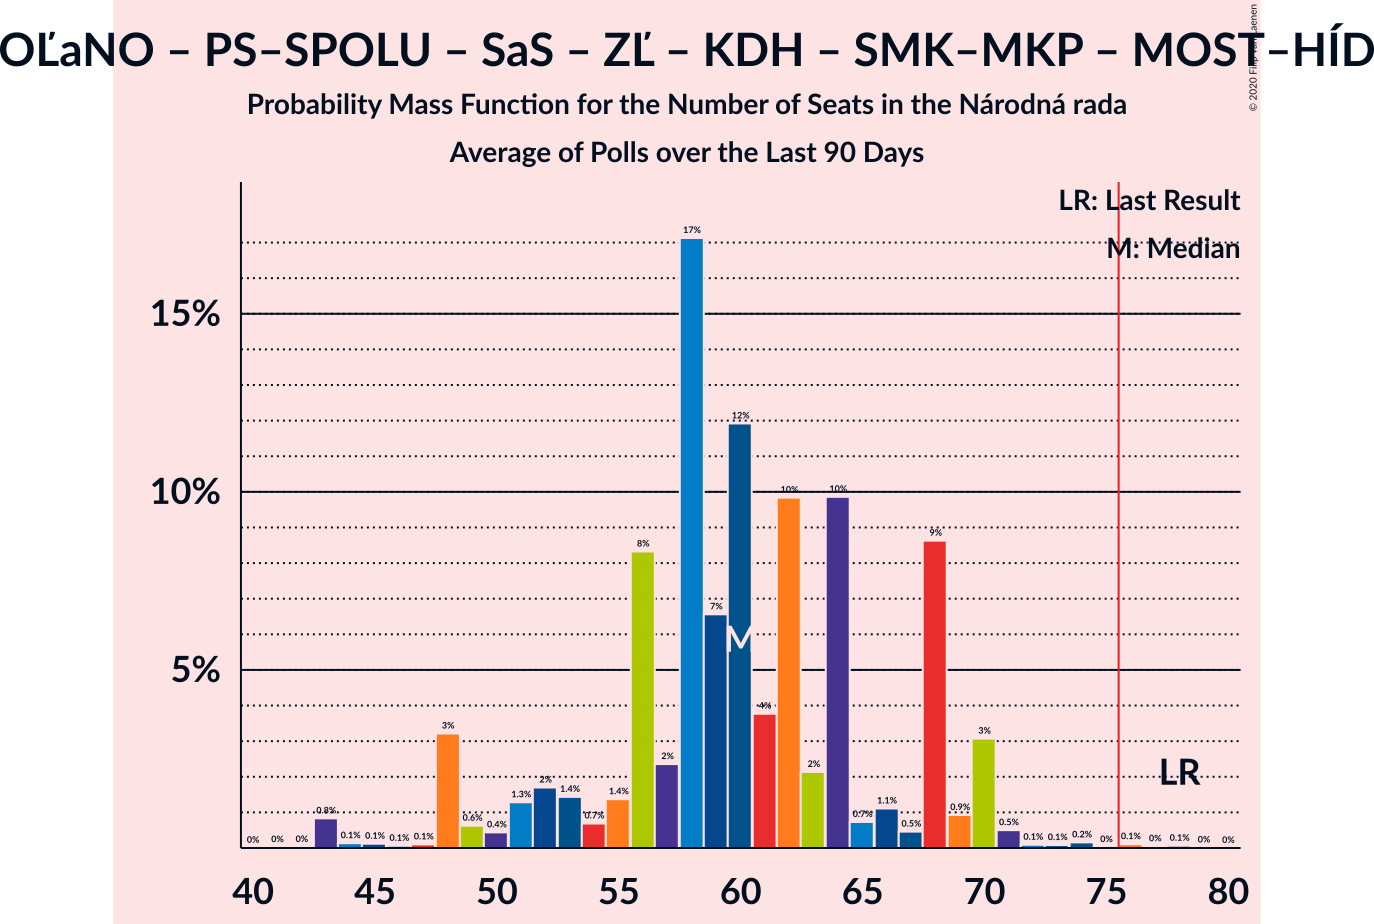 OĽaNO – PS–SPOLU – SaS – ZĽ – KDH – SMK–MKP – MOST–HÍD
Probability Mass Function for the Number of Seats in the Národná rada
Average of Polls over the Last 90 Days
© 2020 Filip van Laenen
LR: Last Result
M: Median
17%
15%
12%
10%
10% 10%
9%
8%
7%
M
5%
4%
3% 3%
2% 2% 2%
LR
0% 0% 0% 0.8% 0.1% 0.1% 0.1% 0.1% 0.6% 0.4% 1.3% 1.4% 0.7% 1.4% 0.7% 1.1% 0.5% 0.9% 0.5% 0.1% 0.1% 0.2% 0% 0.1% 0% 0.1% 0% 0%
40 45 50 55 60 65 70 75 80